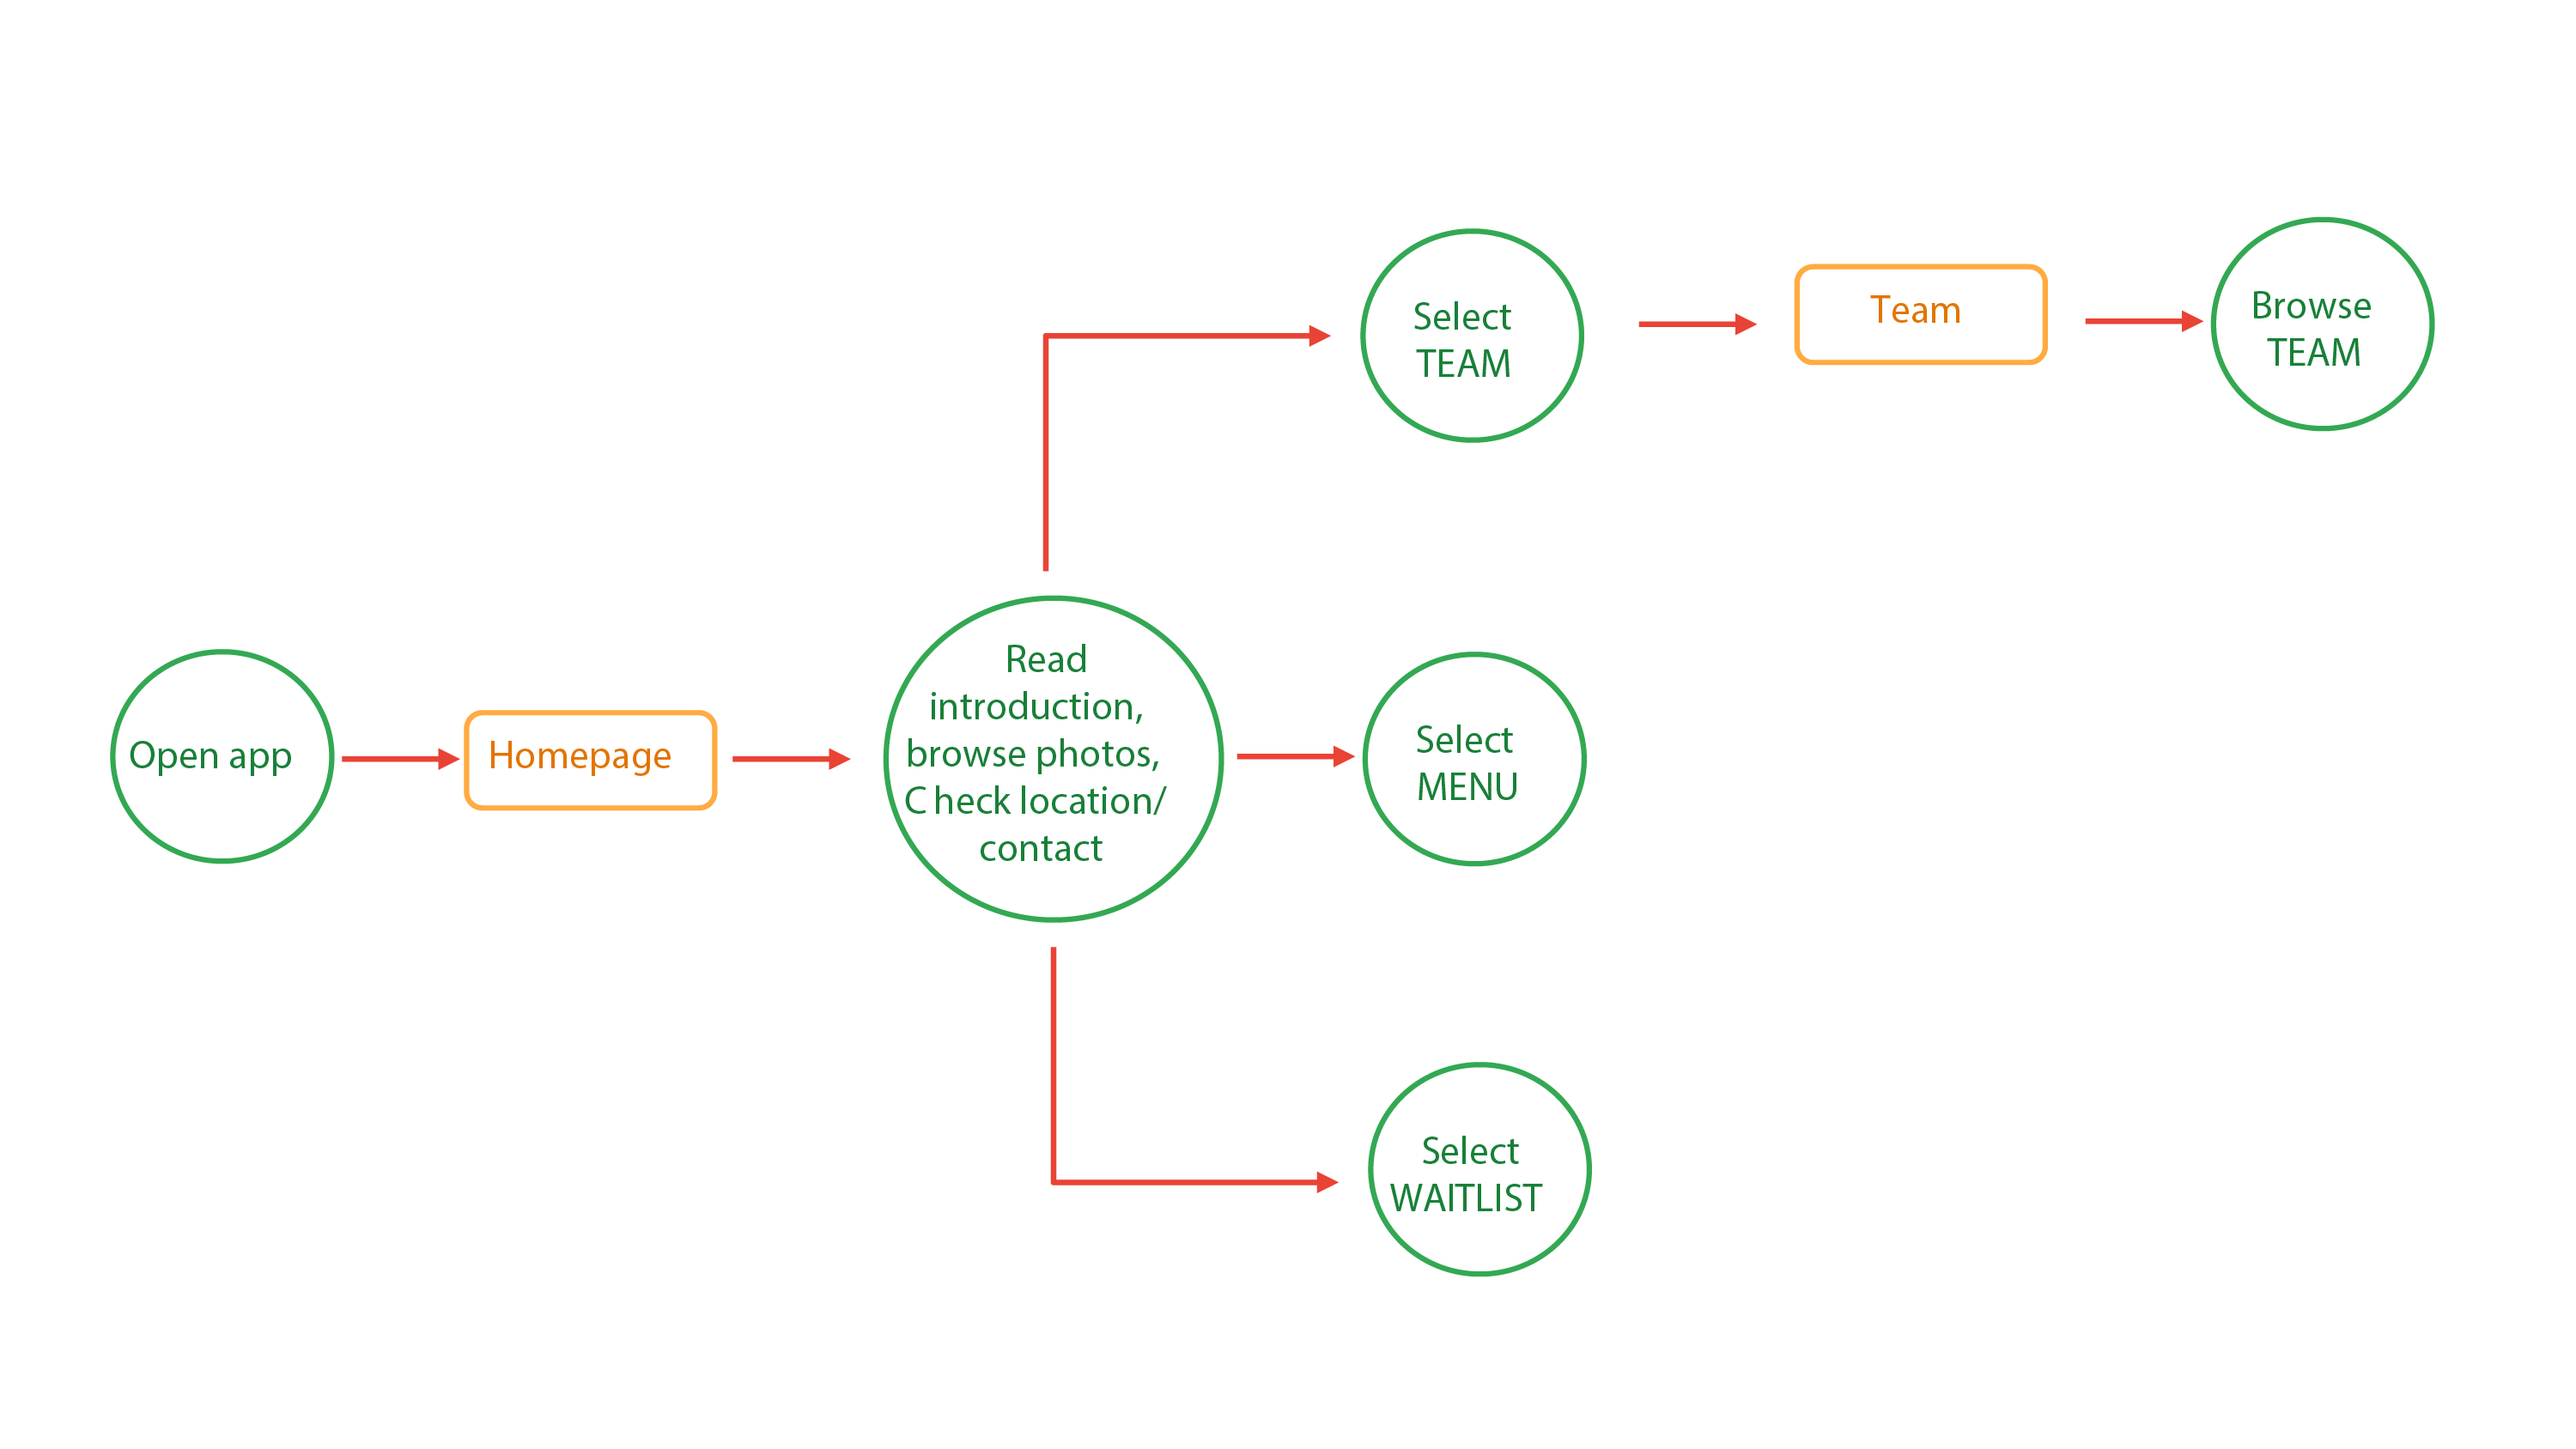 Open app
Homepage
Read
introduction,
browse photos,
C heck location/
contact
Select
TEAM
Team
Browse
TEAM
Select
MENU
Select
WAITLIST